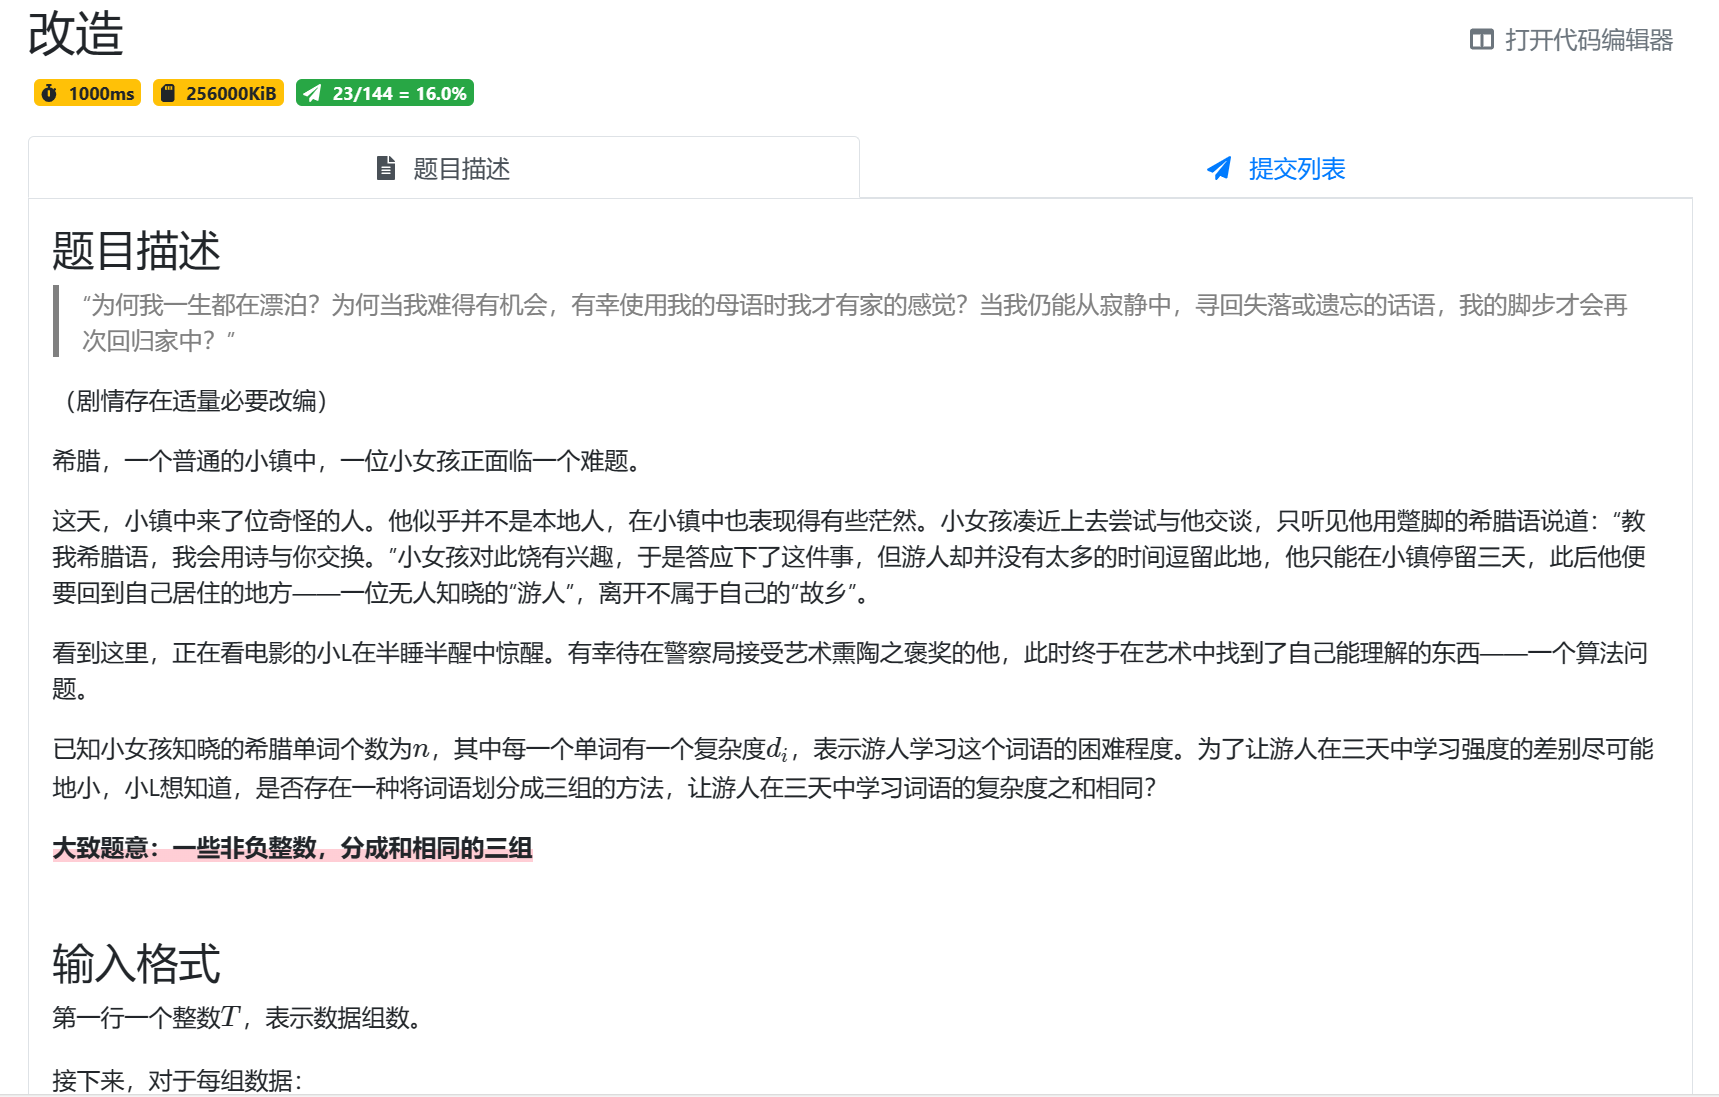 改造
打开代码编辑器
1000ms 256000KiB 23/144 = 16.0%
题目描述 提交列表
题目描述
“为何我一生都在漂泊？为何当我难得有机会，有幸使用我的母语时我才有家的感觉？当我仍能从寂静中，寻回失落或遗忘的话语，我的脚步才会再
次回归家中？”
（剧情存在适量必要改编）
希腊，一个普通的小镇中，一位小女孩正面临一个难题。
这天，小镇中来了位奇怪的人。他似乎并不是本地人，在小镇中也表现得有些茫然。小女孩凑近上去尝试与他交谈，只听见他用蹩脚的希腊语说道：“教
我希腊语，我会用诗与你交换。”小女孩对此饶有兴趣，于是答应下了这件事，但游人却并没有太多的时间逗留此地，他只能在小镇停留三天，此后他便
要回到自己居住的地方——一位无人知晓的“游人”，离开不属于自己的“故乡”。
看到这里，正在看电影的小L在半睡半醒中惊醒。有幸待在警察局接受艺术熏陶之褒奖的他，此时终于在艺术中找到了自己能理解的东西——一个算法问
题。
已知小女孩知晓的希腊单词个数为n，其中每一个单词有一个复杂度d_i，表示游人学习这个词语的困难程度。为了让游人在三天中学习强度的差别尽可能
地小，小L想知道，是否存在一种将词语划分成三组的方法，让游人在三天中学习词语的复杂度之和相同？
大致题意：一些非负整数，分成和相同的三组
输入格式
第一行一个整数T，表示数据组数。
接下来，对于每组数据：